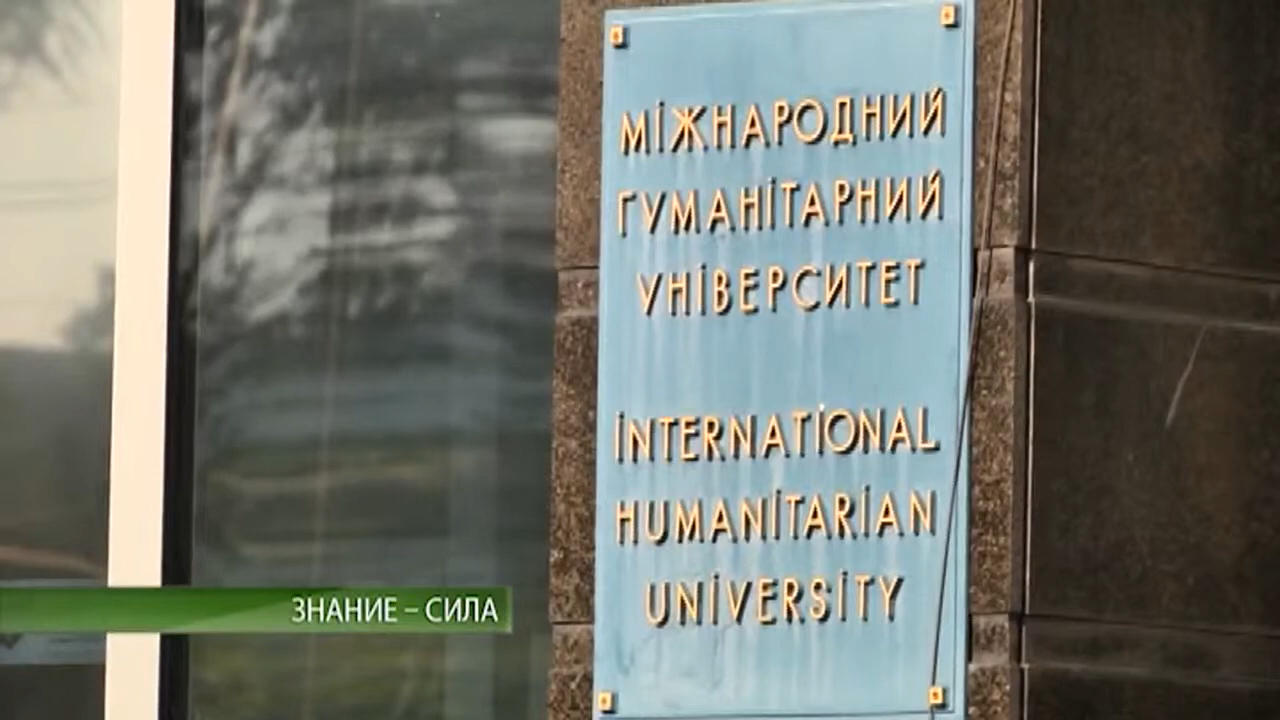 МІЖНАРОДНИЙ
ГУМАНІТАРНИЙ
УНІВЕРСИТЕТ
INTERNATIONAL
HUMANITARIAN
UNIVERSITY
ЗНАНИЕ – СИЛА